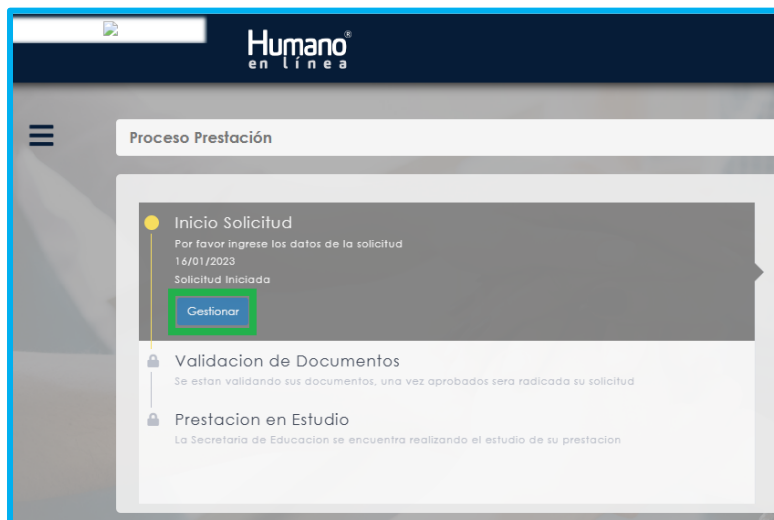 Humano®
en línea
Proceso Prestación
Inicio Solicitud
Por favor ingrese los datos de la solicitud
16/01/2023
Solicitud Iniciada
Gestionar
Validacion de Documentos
Se estan validando sus documentos, una vez aprobados sera radicada su solicitud
Prestacion en Estudio
La Secretaria de Educacion se encuentra realizando el estudio de su prestacion